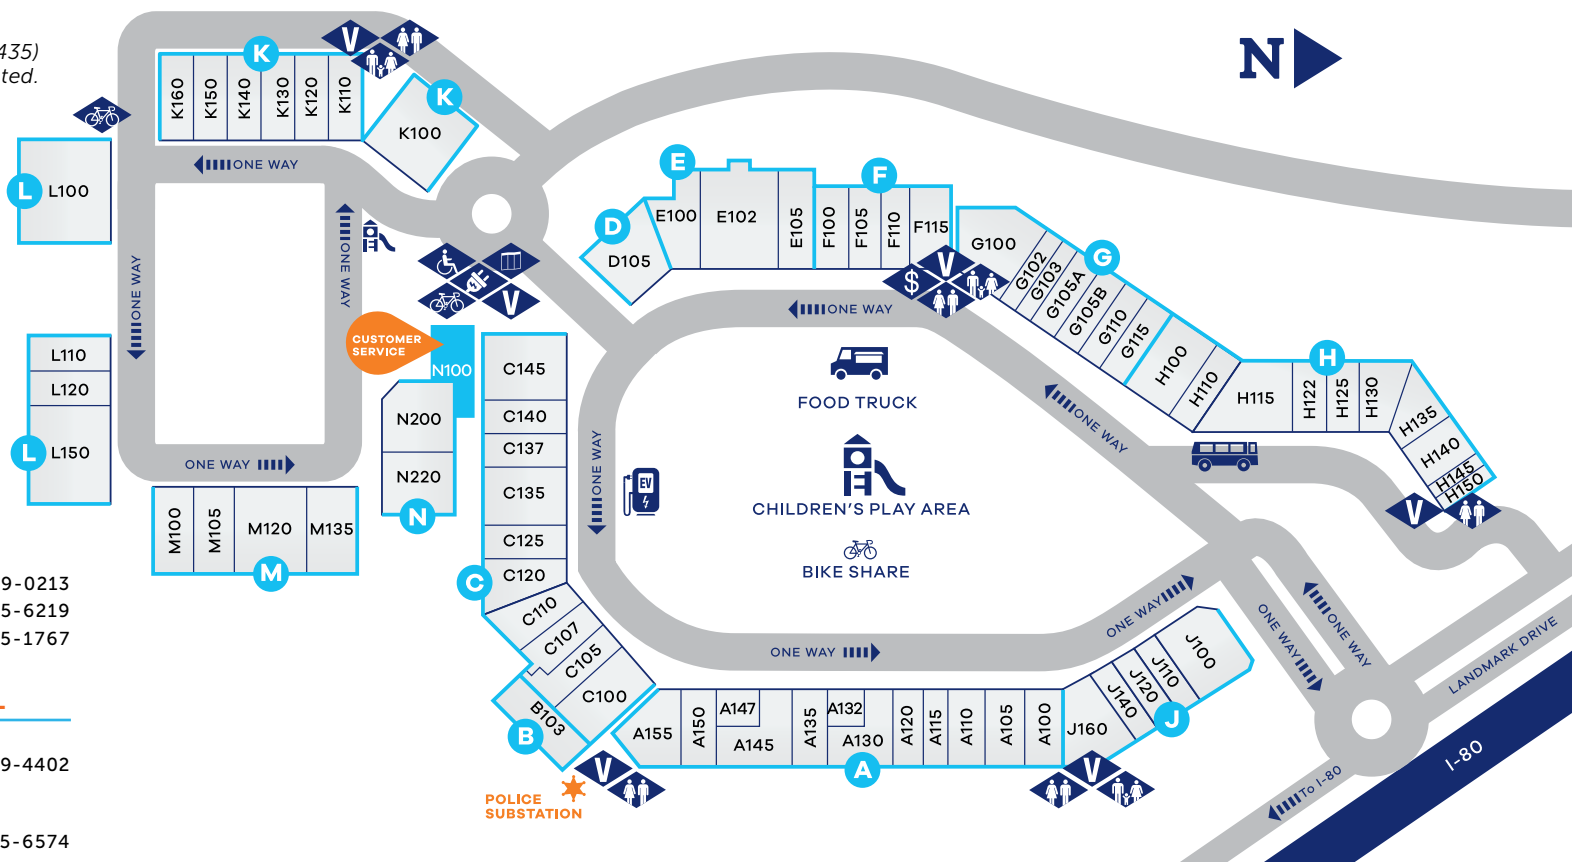 435)
ted.
N
K
K160
K150
K140
K130
K120
K110
V
K
K100
L
L100
ONE WAY
ONE WAY
ONE WAY
L110
L120
L
L150
ONE WAY
M100
M105
M120
M135
M
V
CUSTOMER
SERVICE
N100
N200
N220
N
D
D105
E
E100
E102
E105
F
F100
F105
F110
F115
$
V
G
G100
G102
G103
G105A
G105B
G110
G115
H
H100
H110
H115
H122
H125
H130
H135
H140
H145
H150
V
ONE WAY
FOOD TRUCK
CHILDREN'S PLAY AREA
BIKE SHARE
EV
ONE WAY
ONE WAY
C145
C140
C137
C135
C125
C120
C
C110
C107
C105
C100
B103
B
ONE WAY
ONE WAY
ONE WAY
ONE WAY
A155
A150
A147
A145
A135
A132
A130
A120
A115
A110
A105
A100
A
J160
J140
J120
J110
J100
J
V
V
POLICE
SUBSTATION
LANDMARK DRIVE
I-80
To I-80
9-0213
5-6219
5-1767
9-4402
5-6574